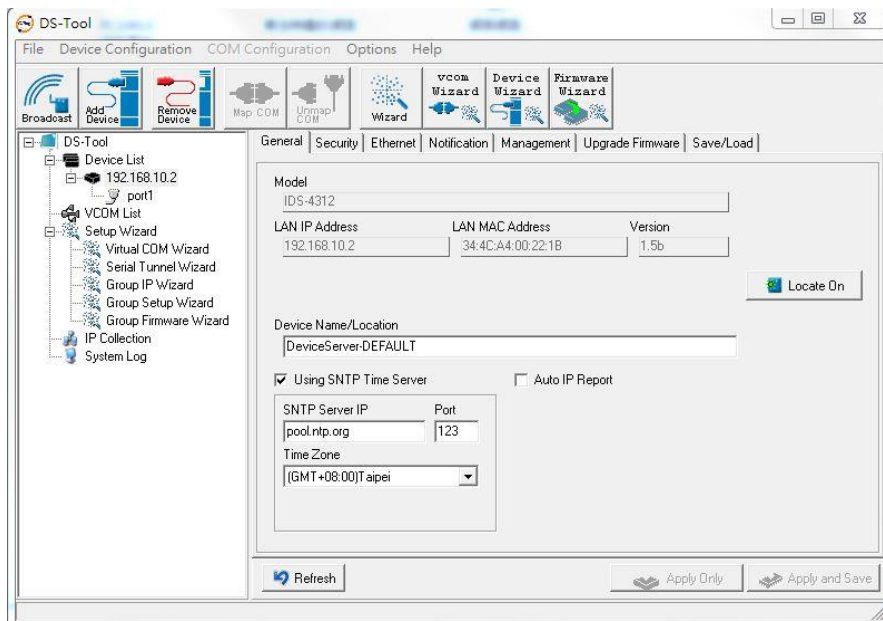 DS-Tool
File Device Configuration COM Configuration Options Help
Broadcast
Add Device
Remove Device
Map COM
Unmap COM
Wizard
vcom Wizard
Device Wizard
Firmware Wizard
DS-Tool
Device List
192.168.10.2
port1
VCOM List
Setup Wizard
Virtual COM Wizard
Serial Tunnel Wizard
Group IP Wizard
Group Setup Wizard
Group Firmware Wizard
IP Collection
System Log
General Security Ethernet Notification Management Upgrade Firmware Save/Load
Model
IDS-4312
LAN IP Address LAN MAC Address Version
192.168.10.2 34:4C:A4:00:22:1B 1.5b
Locate On
Device Name/Location
DeviceServer-DEFAULT
Using SNTP Time Server Auto IP Report
SNTP Server IP Port
pool.ntp.org 123
Time Zone
(GMT+08:00)Taipei
Refresh Apply Only Apply and Save